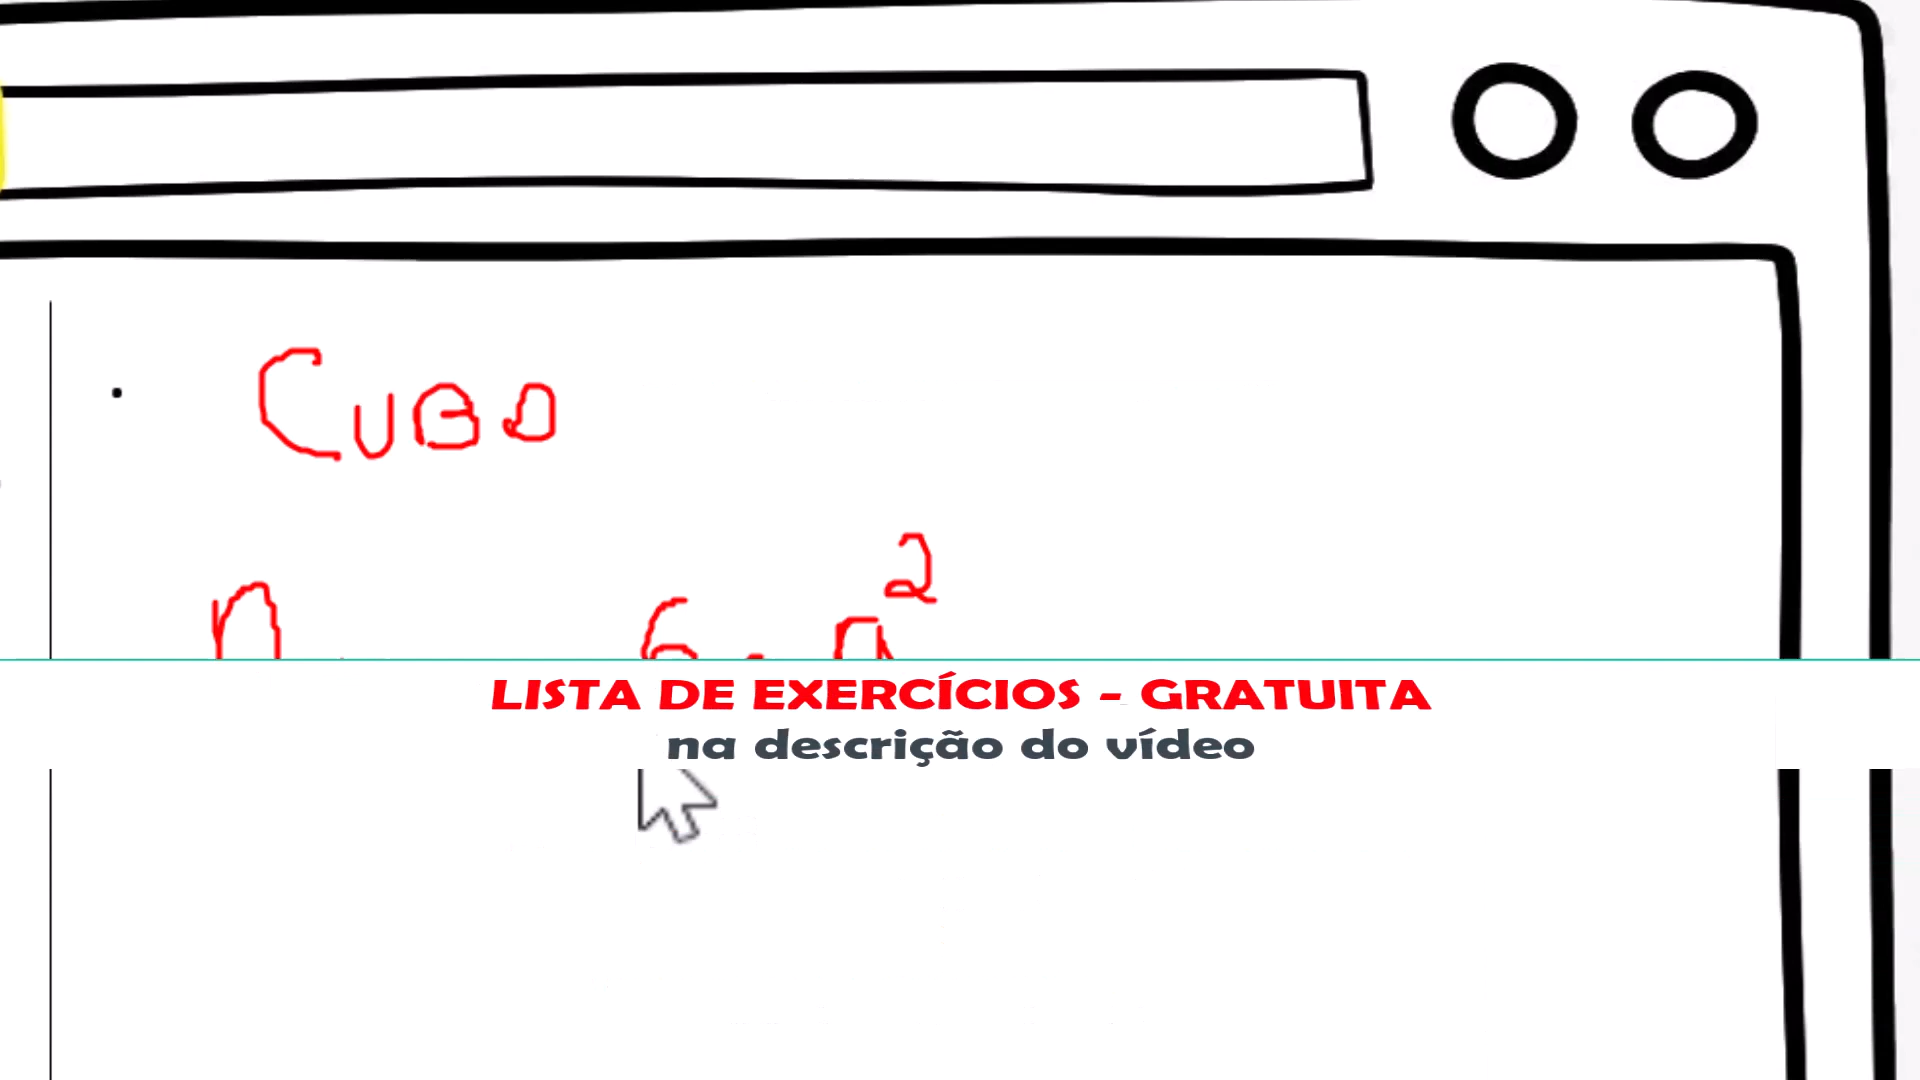 CUBO
6 . a²
LISTA DE EXERCÍCIOS - GRATUITA
na descrição do vídeo